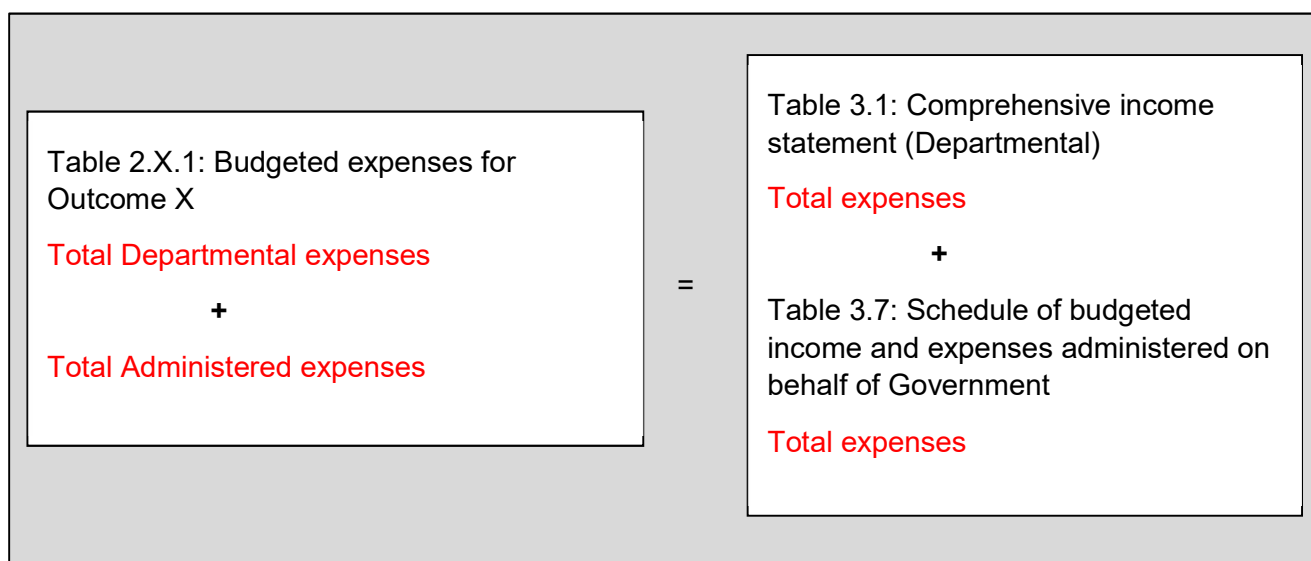 Table 2.X.1: Budgeted expenses for
Outcome X
Total Departmental expenses
+
Total Administered expenses
=
Table 3.1: Comprehensive income
statement (Departmental)
Total expenses
+
Table 3.7: Schedule of budgeted
income and expenses administered on
behalf of Government
Total expenses